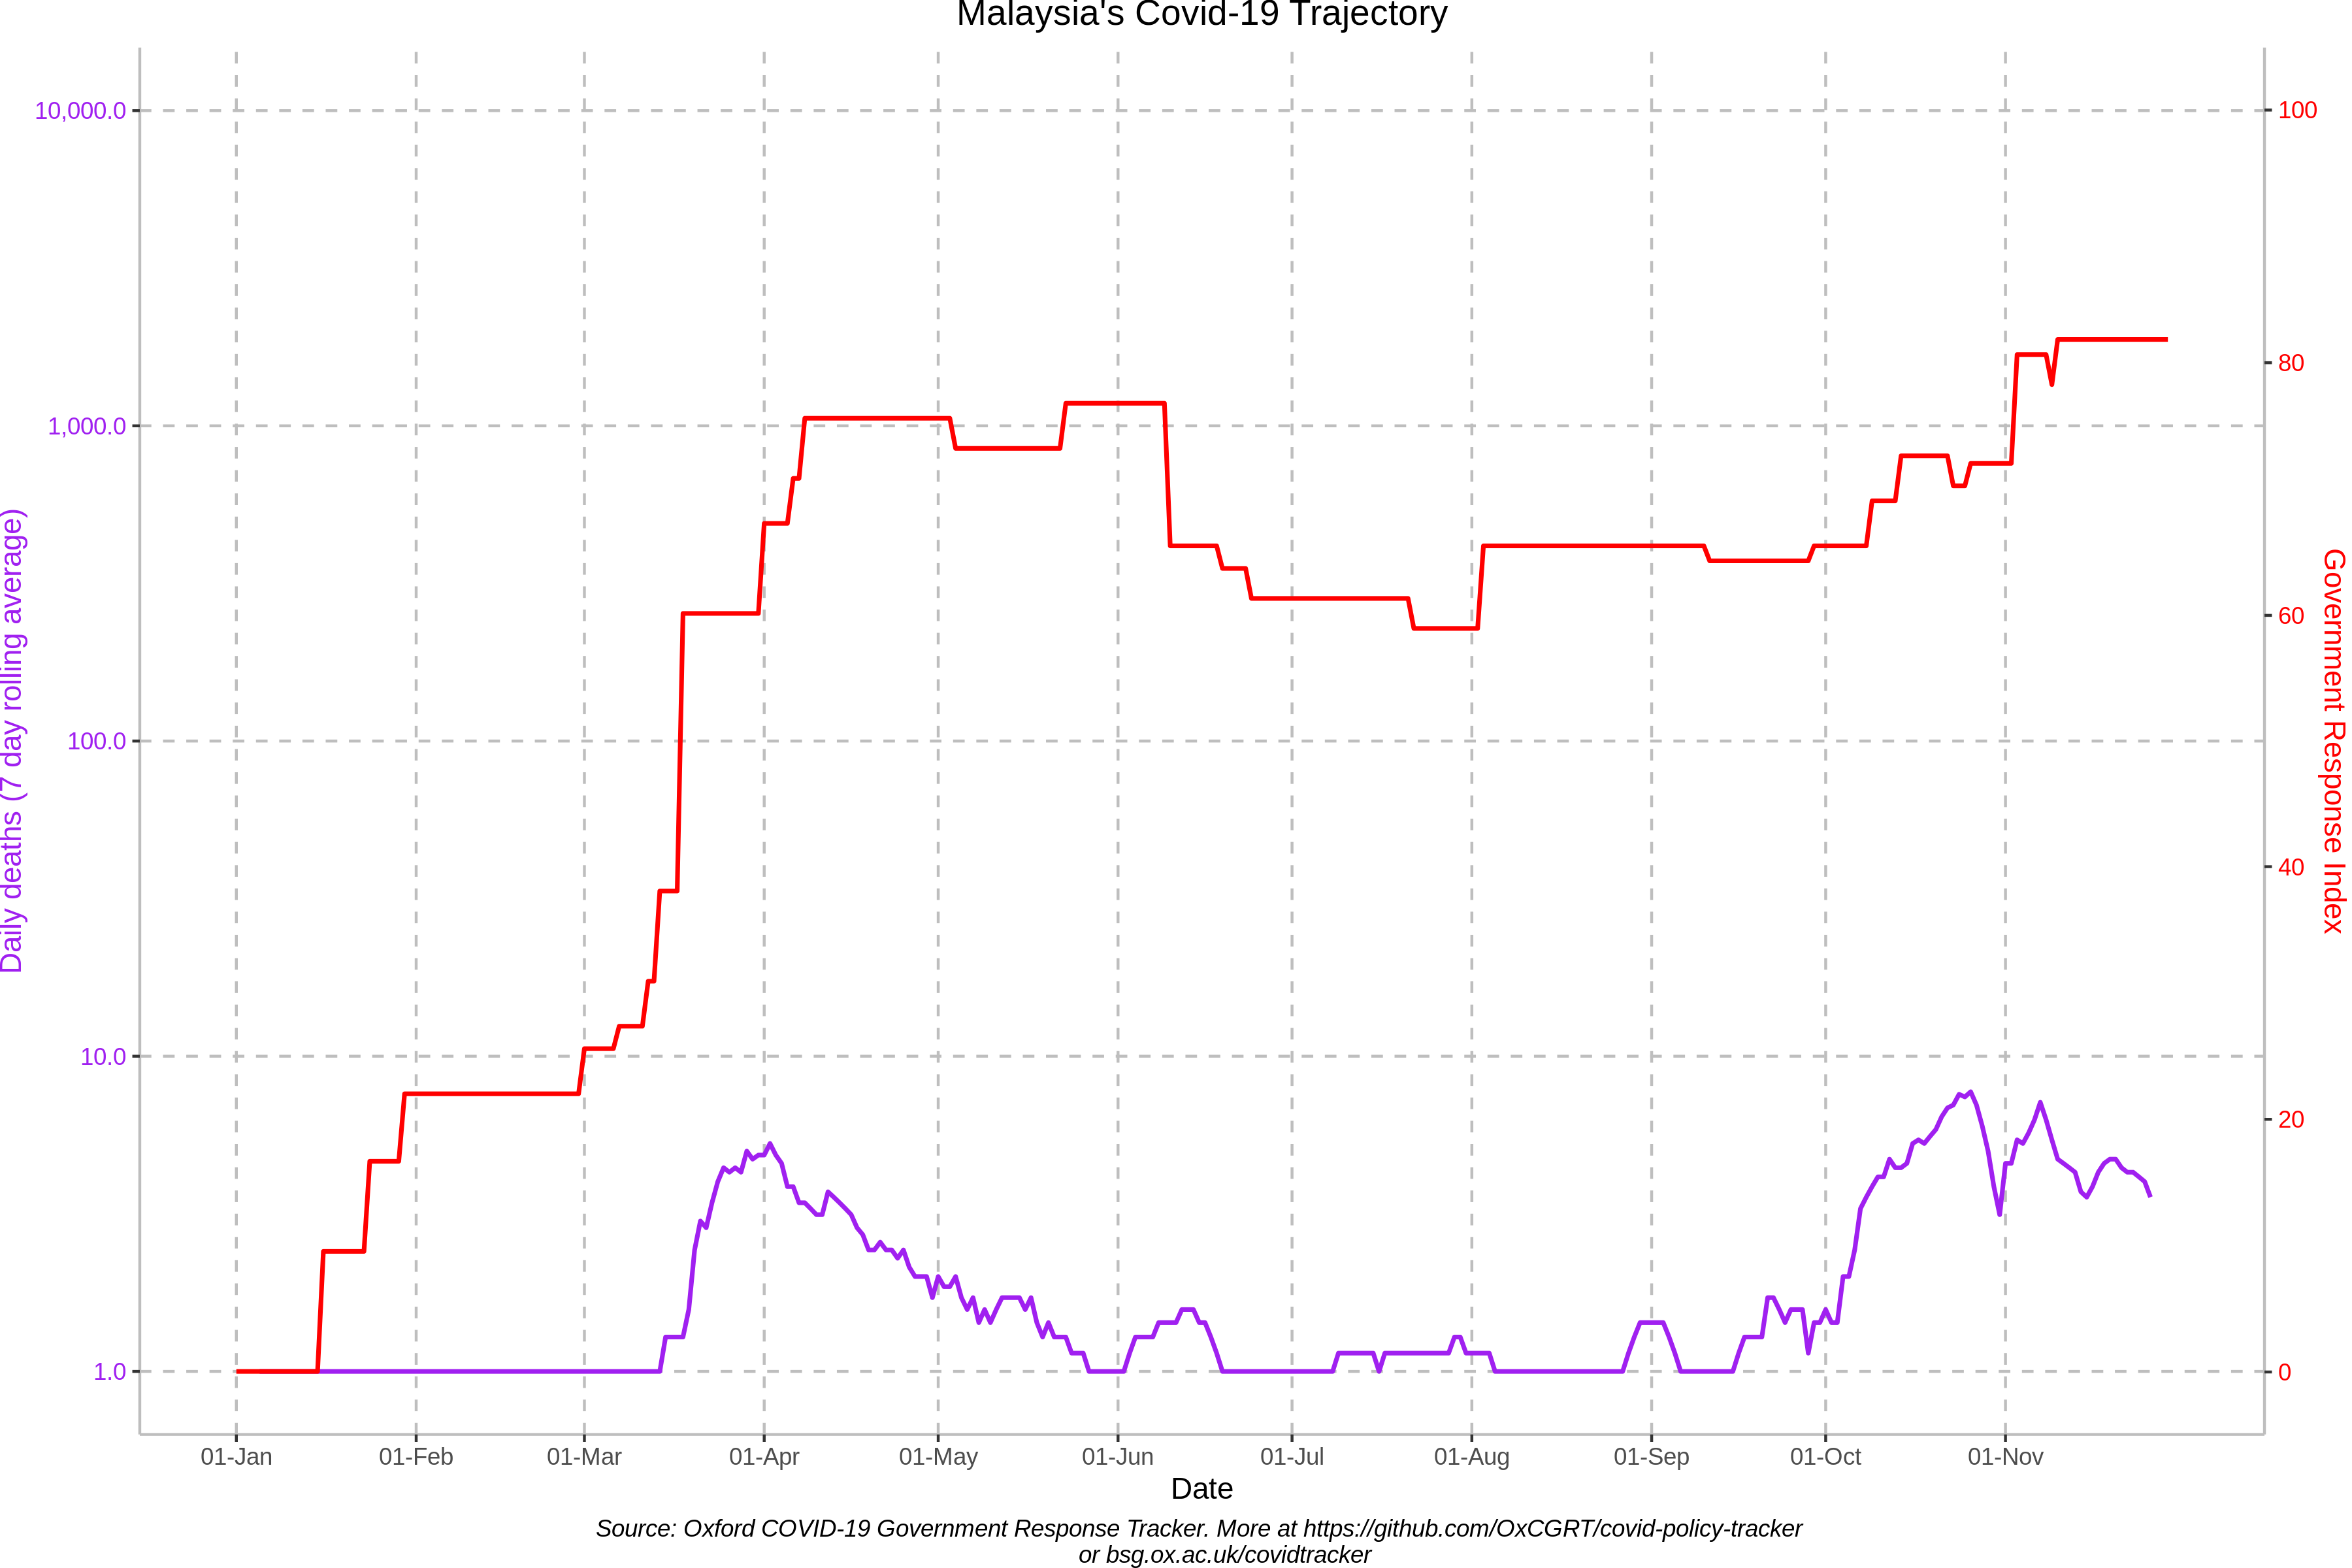 Malaysia's Covid-19 Trajectory
10,000.0
1,000.0
100.0
10.0
1.0
Daily deaths (7 day rolling average)
100
80
60
40
20
0
Government Response Index
01-Jan 01-Feb 01-Mar 01-Apr 01-May 01-Jun 01-Jul 01-Aug 01-Sep 01-Oct 01-Nov
Date
Source: Oxford COVID-19 Government Response Tracker. More at https://github.com/OxCGRT/covid-policy-tracker
or bsg.ox.ac.uk/covidtracker